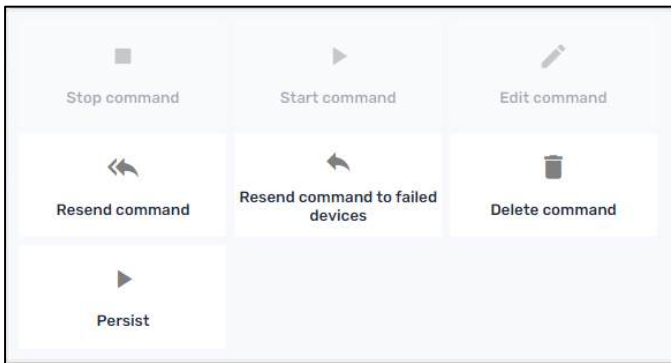 Stop command
Start command
Edit command
Resend command
Resend command to failed
devices
Delete command
Persist